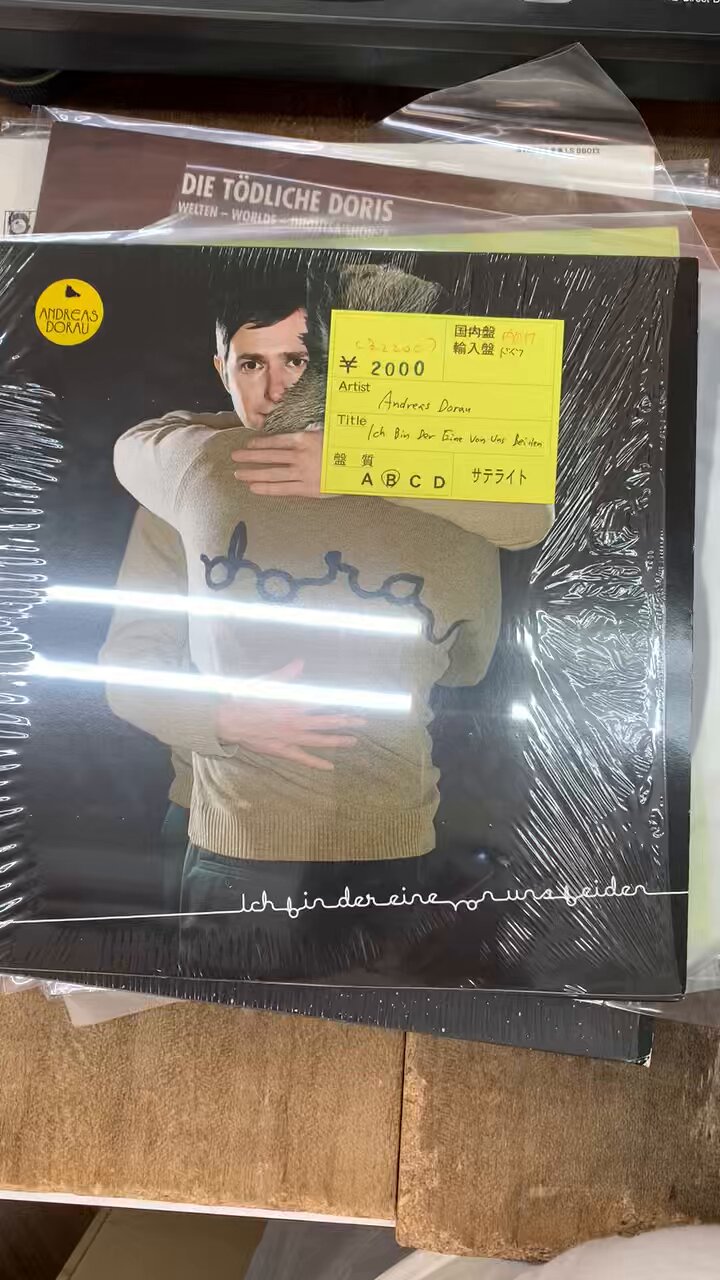 DIE TÖDLICHE DORIS
WELTEN – WORLDS –
ANDREAS
DORAU
国内盤
輸入盤 ドイツ
¥ 2000
Artist
Andreas Dorau
Title
Ich Bin Der Eine Von Uns Beiden
盤 質
A B C D
サテライト
dora
Ich bin der eine von uns beiden